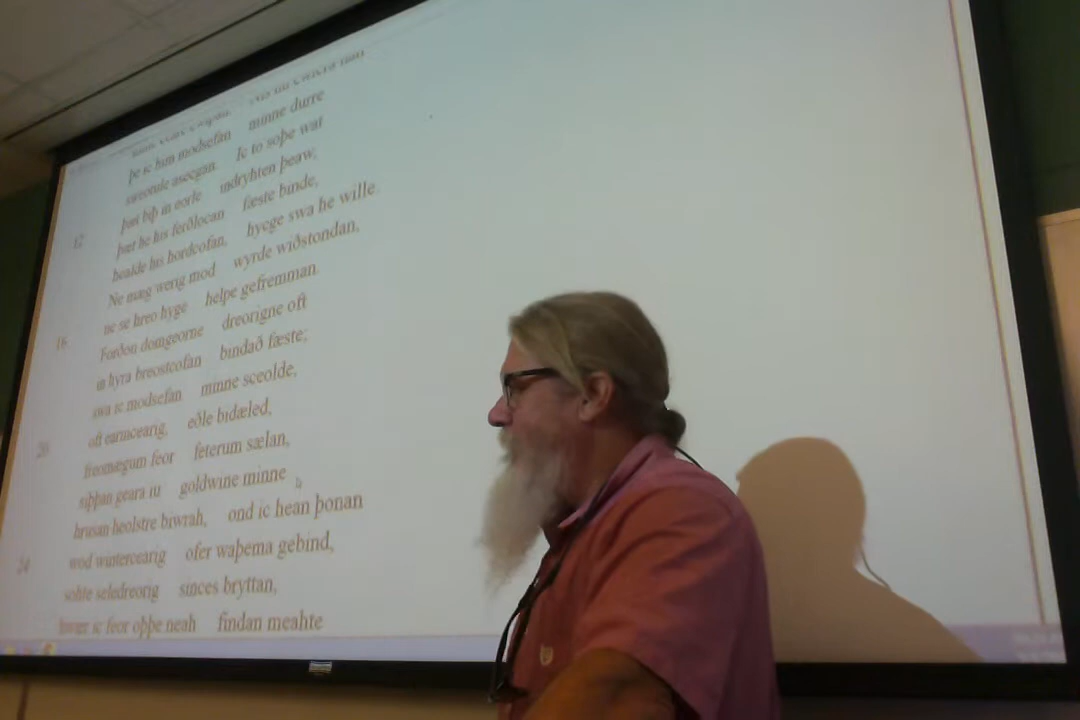 þe ic him modsefan minne durre
sweotule asecgan. Ic to soþe wat
þæt biþ in eorle indryhten þeaw,
12 þæt he his ferðlocan fæste binde,
healde his hordcofan, hycge swa he wille.
Ne mæg werig mod wyrde wiðstondan,
ne se hreo hyge helpe gefremman.
16 Forðon domgeorne dreorigne oft
in hyra breostcofan bindað fæste;
swa ic modsefan minne sceolde,
oft earmcearig, eðle bidæled,
20 freomægum feor feterum sælan,
siþþan geara iu goldwine minne
hrusan heolstre biwrah, ond ic hean þonan
wod wintercearig ofer waþema gebind,
24 sohte seledreorig sinces bryttan,
hwær ic feor oþþe neah findan meahte